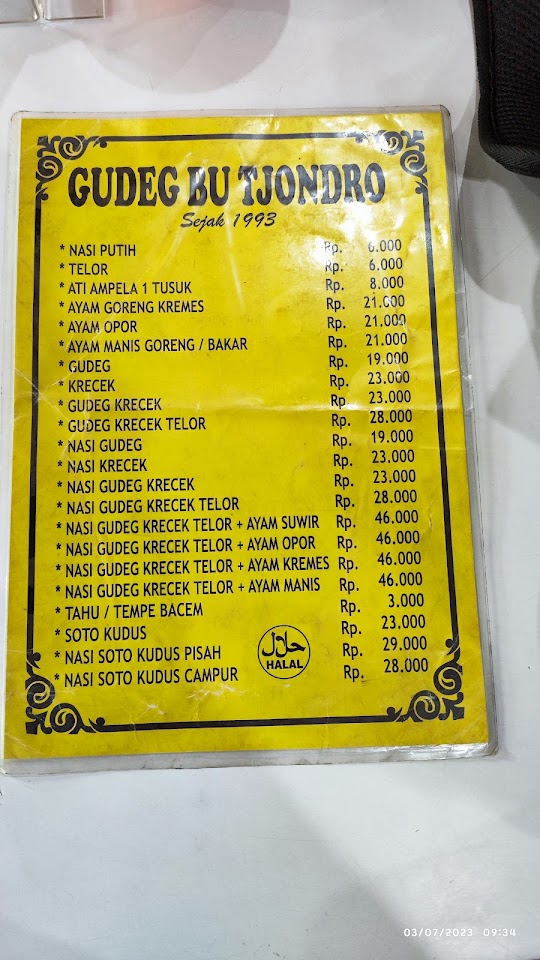 GUDEG BU TJONDRO
Sejak 1993
* NASI PUTIH Rp. 6.000
* TELOR Rp. 6.000
* ATI AMPELA 1 TUSUK Rp. 8.000
* AYAM GORENG KREMES Rp. 21.000
* AYAM OPOR Rp. 21.000
* AYAM MANIS GORENG / BAKAR Rp. 21.000
* GUDEG Rp. 19.000
* KRECEK Rp. 23.000
* GUDEG KRECEK Rp 23.000
* GUDEG KRECEK TELOR Rp. 28.000
* NASI GUDEG Rp. 19.000
* NASI KRECEK Rp. 23.000
* NASI GUDEG KRECEK Rp. 23.000
* NASI GUDEG KRECEK TELOR Rp. 28.000
* NASI GUDEG KRECEK TELOR + AYAM SUWIR Rp. 46.000
* NASI GUDEG KRECEK TELOR + AYAM OPOR Rp. 46.000
* NASI GUDEG KRECEK TELOR + AYAM KREMES Rp. 46.000
* NASI GUDEG KRECEK TELOR + AYAM MANIS Rp. 46.000
* TAHU / TEMPE BACEM Rp. 3.000
* SOTO KUDUS Rp. 23.000
* NASI SOTO KUDUS PISAH Rp. 29.000
* NASI SOTO KUDUS CAMPUR Rp. 28.000
حلال
HALAL
03/07/2023 09:34